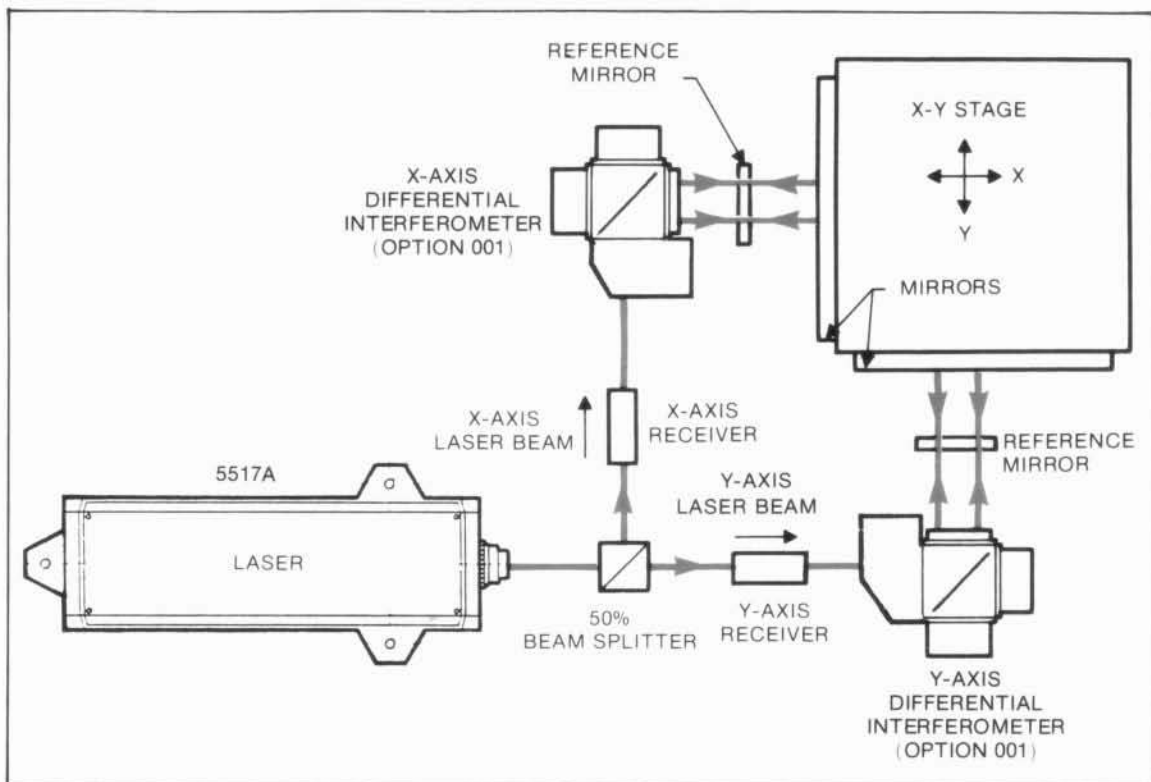 REFERENCE
MIRROR
X-Y STAGE
X
Y
X-AXIS
DIFFERENTIAL
INTERFEROMETER
(OPTION 001)
MIRRORS
X-AXIS
LASER BEAM
X-AXIS
RECEIVER
REFERENCE
MIRROR
5517A
Y-AXIS
LASER BEAM
LASER
50%
BEAM SPLITTER
Y-AXIS
RECEIVER
Y-AXIS
DIFFERENTIAL
INTERFEROMETER
(OPTION 001)